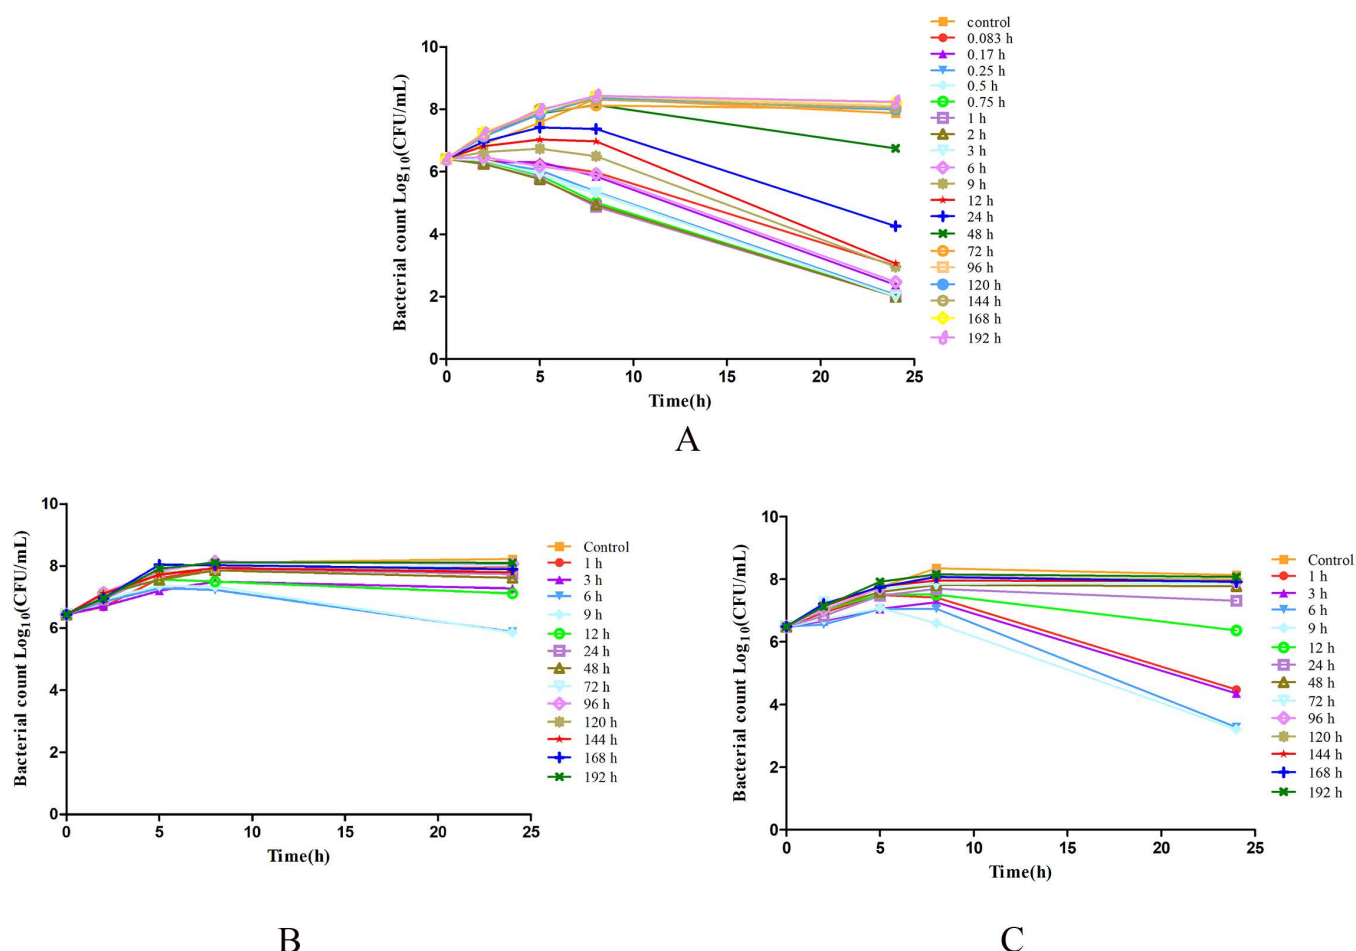 Bacterial count Log10(CFU/mL)
10
8
6
4
2
0
0 5 10 15 20 25
Time(h)
control
0.083 h
0.17 h
0.25 h
0.5 h
0.75 h
1 h
2 h
3 h
6 h
9 h
12 h
24 h
48 h
72 h
96 h
120 h
144 h
168 h
192 h
A
Bacterial count Log10(CFU/mL)
10
8
6
4
2
0
0 5 10 15 20 25
Time(h)
Control
1 h
3 h
6 h
9 h
12 h
24 h
48 h
72 h
96 h
120 h
144 h
168 h
192 h
B
Bacterial count Log10(CFU/mL)
10
8
6
4
2
0
0 5 10 15 20 25
Time(h)
Control
1 h
3 h
6 h
9 h
12 h
24 h
48 h
72 h
96 h
120 h
144 h
168 h
192 h
C